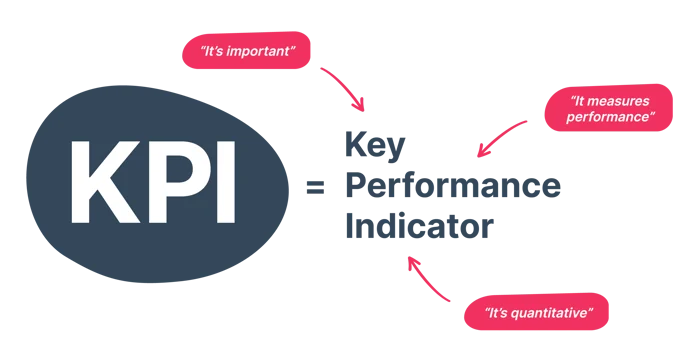 “It’s important”
“It measures
performance”
KPI
=
Key
Performance
Indicator
“It’s quantitative”